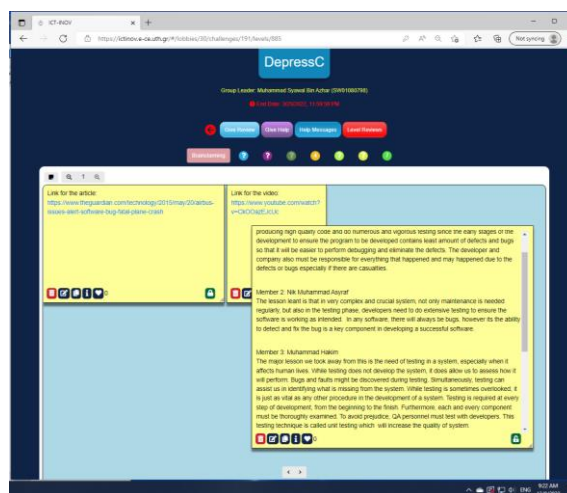 ICT-INOV
https://ictinov.e-ce.uth.gr/#/lobbies/30/challenges/191/levels/865
Not syncing
DepressC
Group Leader: Muhammad Syawal Bin Azhar
End Date:
Give Review
Give Help
Help Messages
Level Reviews
Brainstorming
1
Link for the article:
https://www.theguardian.com/technology/2015/may/20/airbus-
issues-alert-software-bug-fatal-plane-crash
Link for the video
https://www.youtube.com/watch?
0
producing high quality code and do numerous and vigorous testing since the early stages of the
development to ensure the program to be developed contains least amount of defects and bugs
so that it will be easier to perform debugging and eliminate the defects. The developer and
company also must be responsible for everything that happened and may happened due to the
defects or bugs especially if there are casualties.
Member 2: Nik Muhammad Asyraf
The lesson learnt is that in very complex and crucial system, not only maintenance is needed
regularly, but also in the testing phase, developers need to do extensive testing to ensure the
software is working as intended. In any software, there will always be bugs, however its the ability
to detect and fix the bug is a key component in developing a successful software.
Member 3: Muhammad Hakim
The major lesson we took away from this is the need of testing in a system, especially when it
affects human lives. While testing does not develop the system, it does allow us to assess how it
will perform. Bugs and faults might be discovered during testing. Simultaneously, testing can
assist us in identifying what is missing from the system. While testing is sometimes overlooked, it
is just as vital as any other procedure in the development of a system. Testing is required at every
step of development, from the beginning to the finish. Furthermore, each and every component
must be thoroughly examined. To avoid prejudice, QA personnel must test with developers. This
testing technique is called unit testing which will increase the quality of system.
0
ENG
9:02 AM